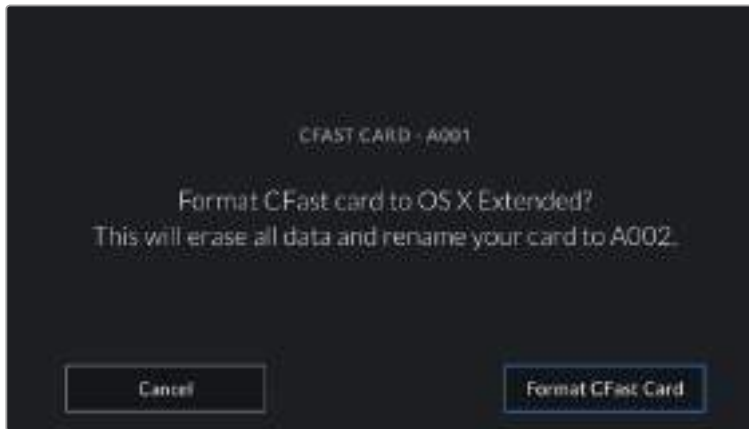 CFAST CARD - A001
Format CFast card to OS X Extended?
This will erase all data and rename your card to A002.
Cancel
Format CFast Card